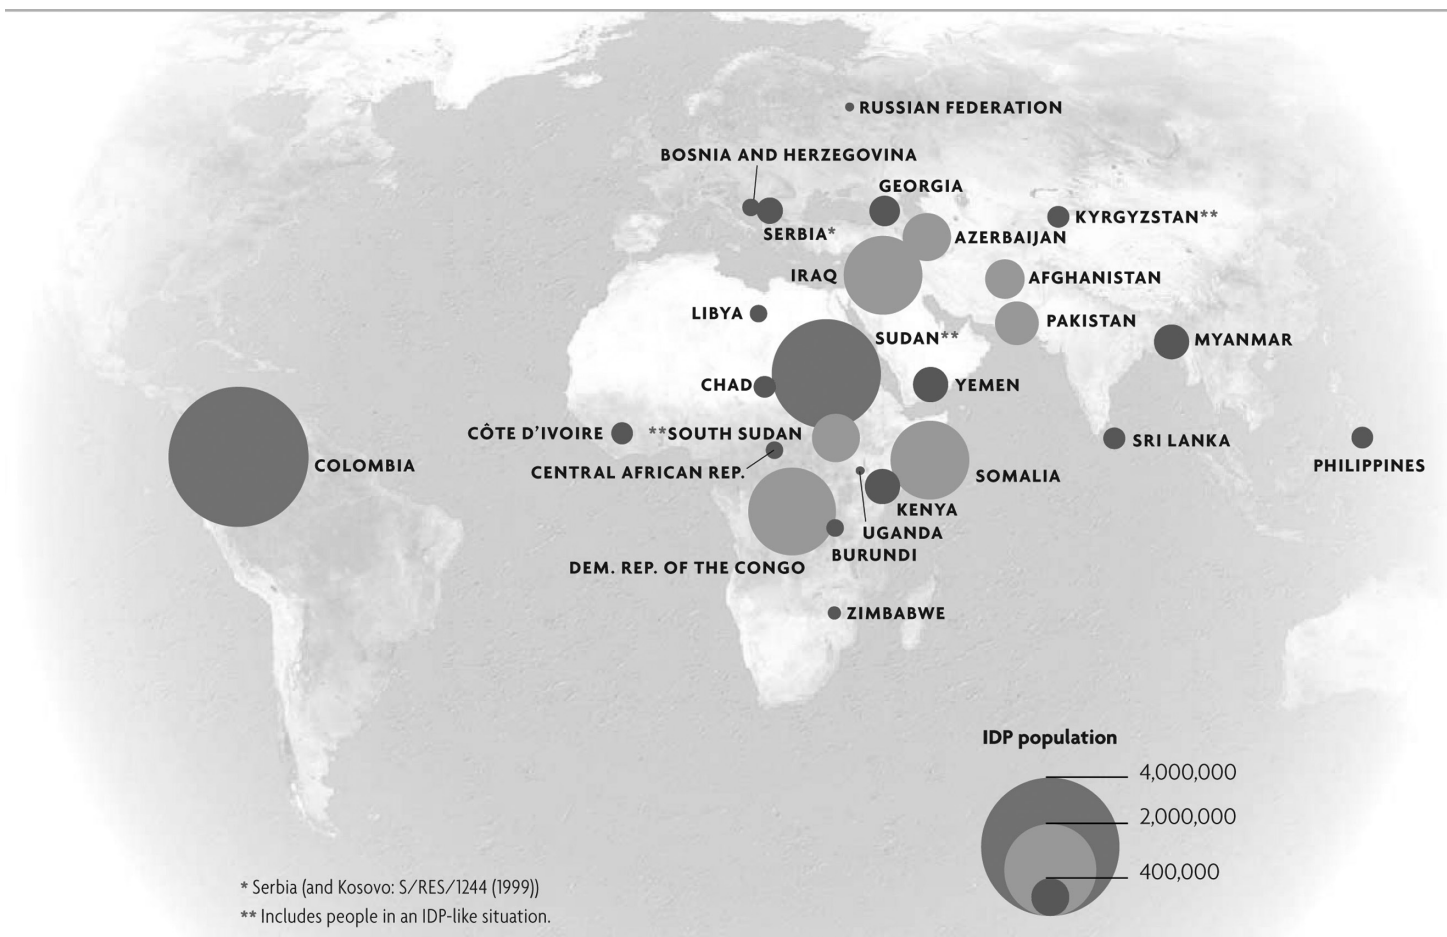 RUSSIAN FEDERATION
BOSNIA AND HERZEGOVINA
GEORGIA
KYRGYZSTAN**
SERBIA*
AZERBAIJAN
IRAQ
AFGHANISTAN
LIBYA
PAKISTAN
SUDAN**
MYANMAR
CHAD
YEMEN
CÔTE D'IVOIRE
**SOUTH SUDAN
SRI LANKA
COLOMBIA
PHILIPPINES
CENTRAL AFRICAN REP.
SOMALIA
KENYA
UGANDA
BURUNDI
DEM. REP. OF THE CONGO
ZIMBABWE
IDP population
4,000,000
2,000,000
400,000
* Serbia (and Kosovo: S/RES/1244 (1999))
** Includes people in an IDP-like situation.